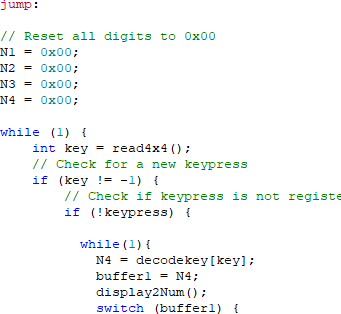 jump:
// Reset all digits to 0x00
N1 = 0x00;
N2 = 0x00;
N3 = 0x00;
N4 = 0x00;
while (1) {
int key = read4x4();
// Check for a new keypress
if (key != -1) {
// Check if keypress is not registe
if (!keypress) {
while(1){
N4 = decodekey[key];
buffer1 = N4;
display2Num();
switch (buffer1) {